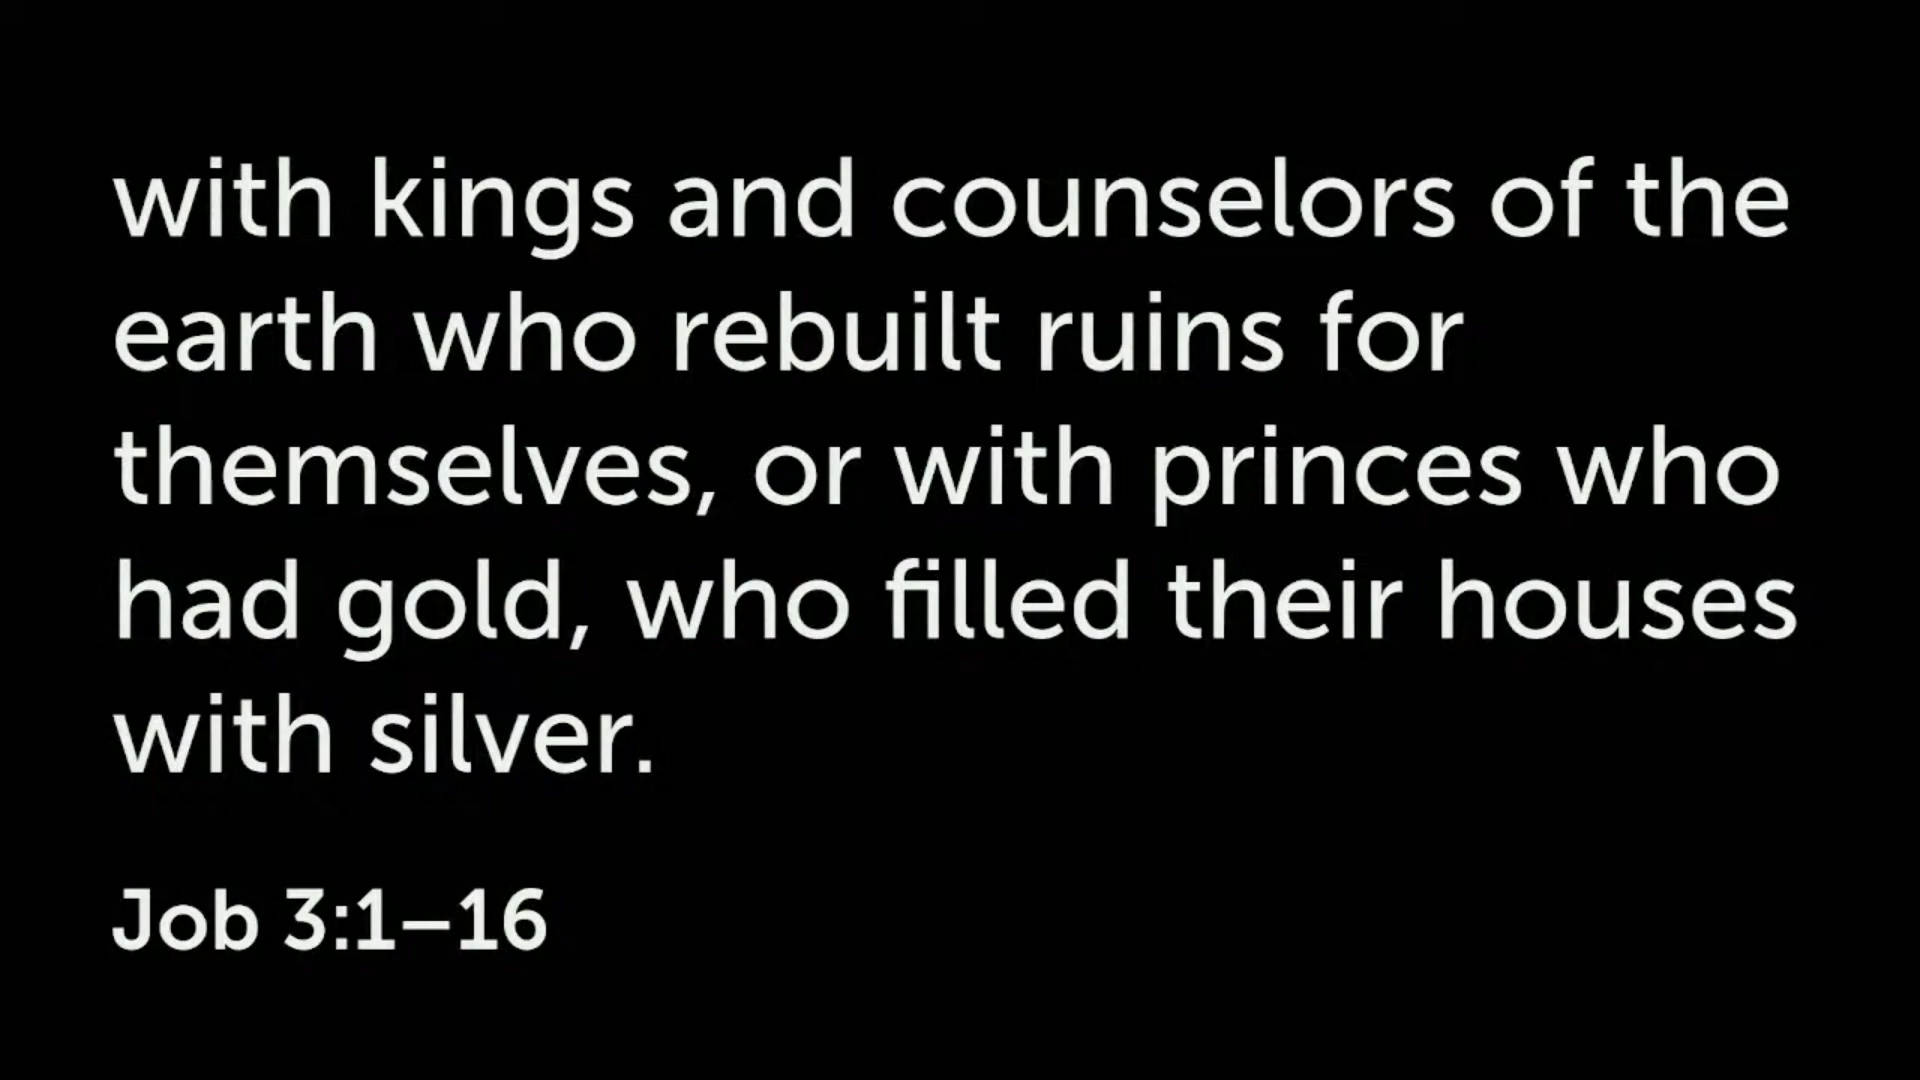 with kings and counselors of the
earth who rebuilt ruins for
themselves, or with princes who
had gold, who filled their houses
with silver.
Job 3:1–16